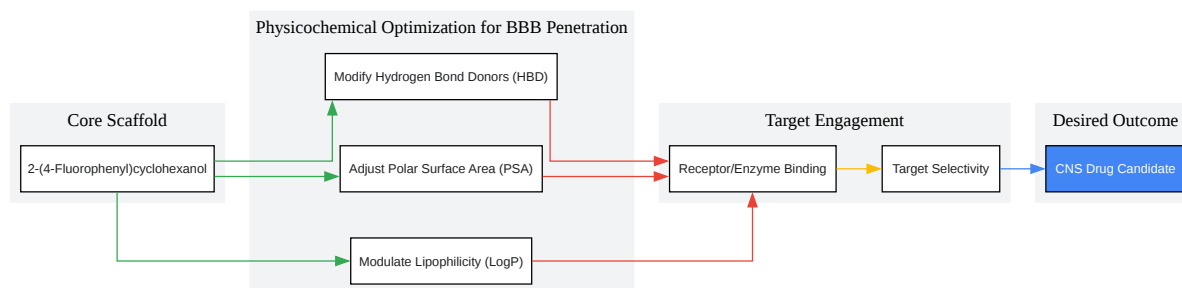 Physicochemical Optimization for BBB Penetration
Modify Hydrogen Bond Donors (HBD)
Core Scaffold
Target Engagement
Desired Outcome
2-(4-Fluorophenyl)cyclohexanol
Adjust Polar Surface Area (PSA)
Receptor/Enzyme Binding
Target Selectivity
CNS Drug Candidate
Modulate Lipophilicity (LogP)